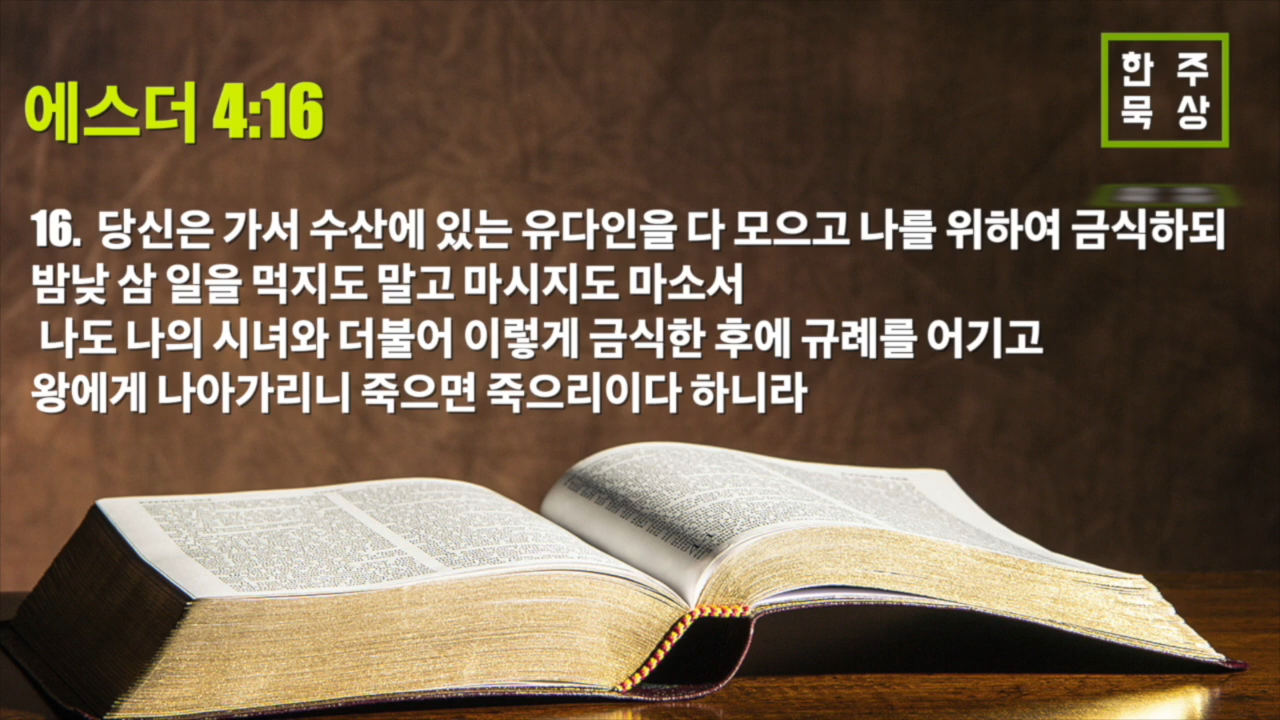 에스더 4:16
한 주
묵 상
16. 당신은 가서 수산에 있는 유다인을 다 모으고 나를 위하여 금식하되
밤낮 삼 일을 먹지도 말고 마시지도 마소서
나도 나의 시녀와 더불어 이렇게 금식한 후에 규례를 어기고
왕에게 나아가리니 죽으면 죽으리이다 하니라